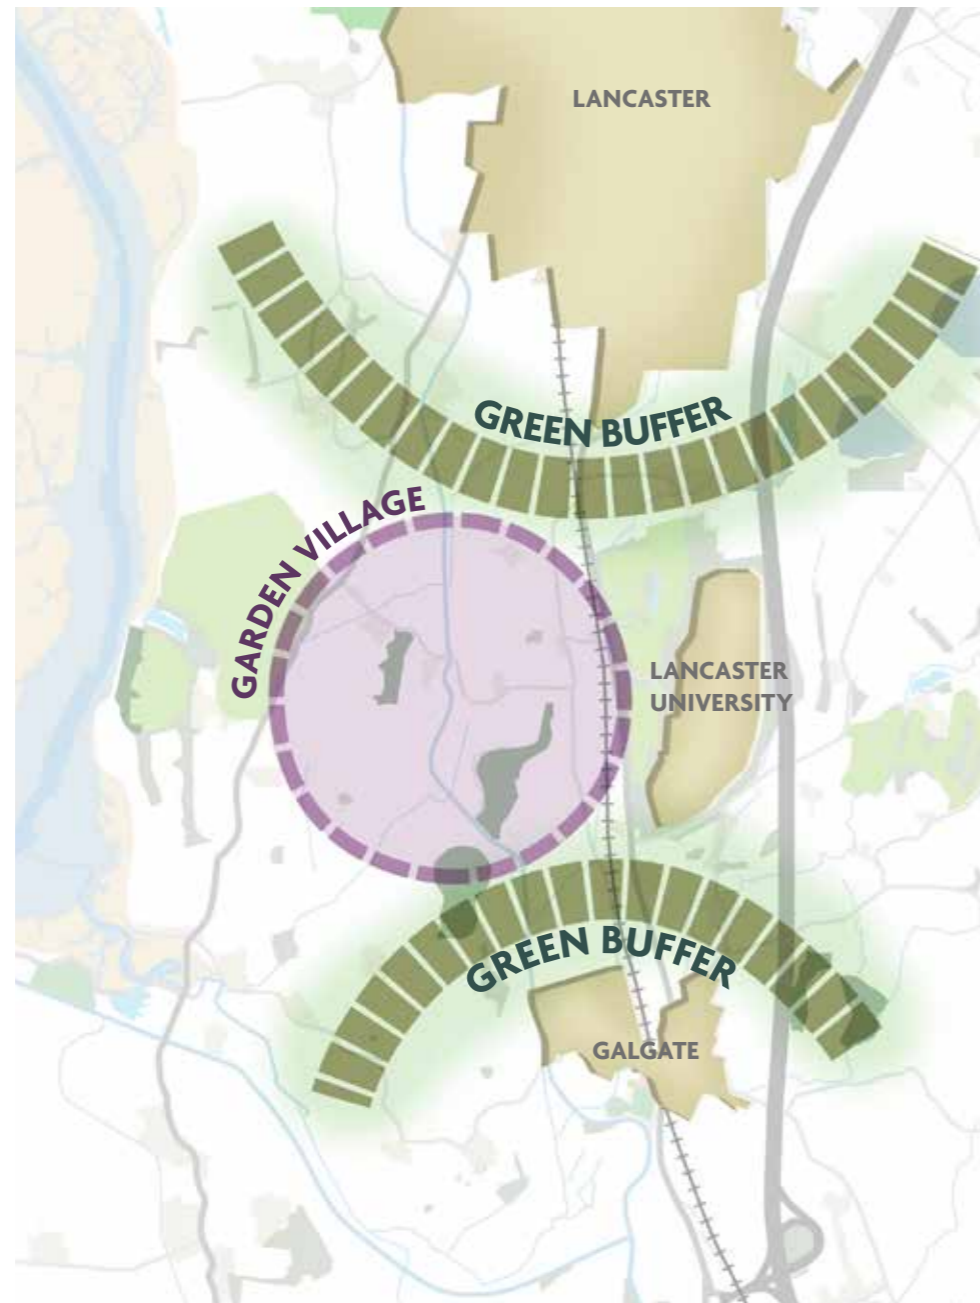 LANCASTER
GREEN BUFFER
GARDEN VILLAGE
LANCASTER
UNIVERSITY
GREEN BUFFER
GALGATE